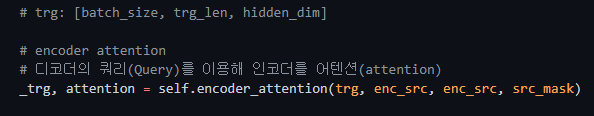 # trg: [batch_size, trg_len, hidden_dim]
# encoder attention
# 디코더의 쿼리(Query)를 이용해 인코더를 어텐션(attention)
_trg, attention = self.encoder_attention(trg, enc_src, enc_src, src_mask)